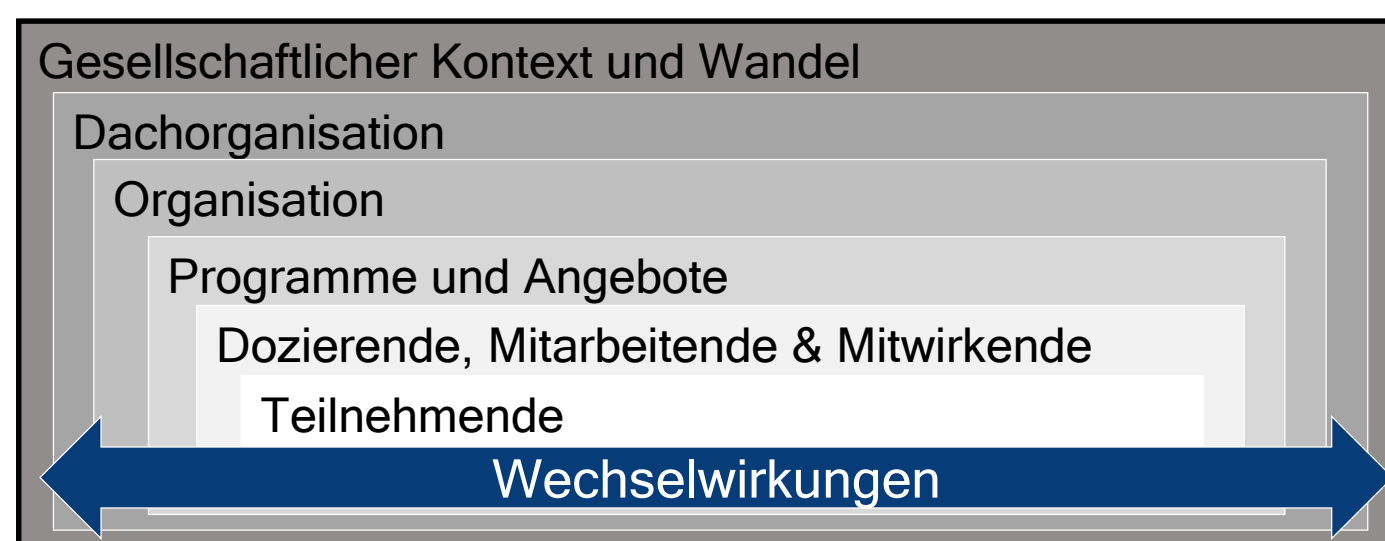 Gesellschaftlicher Kontext und Wandel
Dachorganisation
Organisation
Programme und Angebote
Dozierende, Mitarbeitende & Mitwirkende
Teilnehmende
Wechselwirkungen